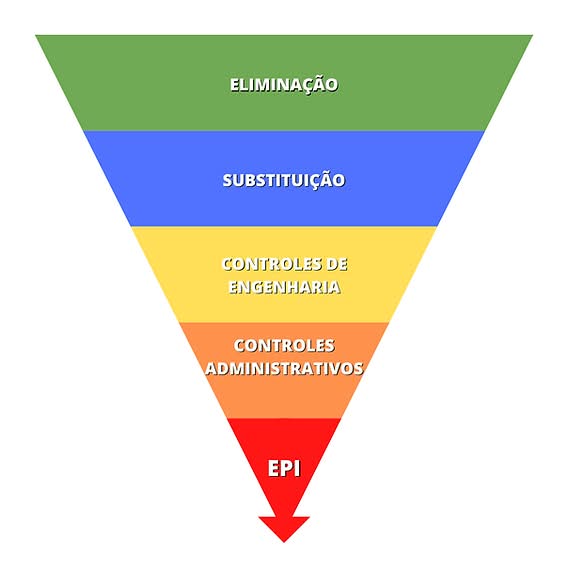 ELIMINAÇÃO
SUBSTITUIÇÃO
CONTROLES DE
ENGENHARIA
CONTROLES
ADMINISTRATIVOS
EPI